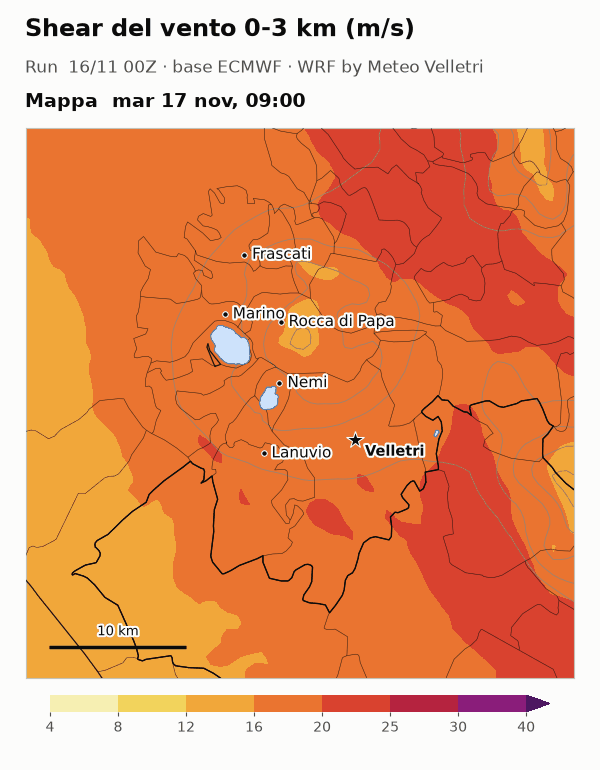 Shear del vento 0-3 km (m/s)
Run  16/11 00Z · base ECMWF · WRF by Meteo Velletri
Mappa  mar 17 nov, 09:00
Frascati
Marino
Rocca di Papa
Nemi
Velletri
Lanuvio
10 km
4 8 12 16 20 25 30 40